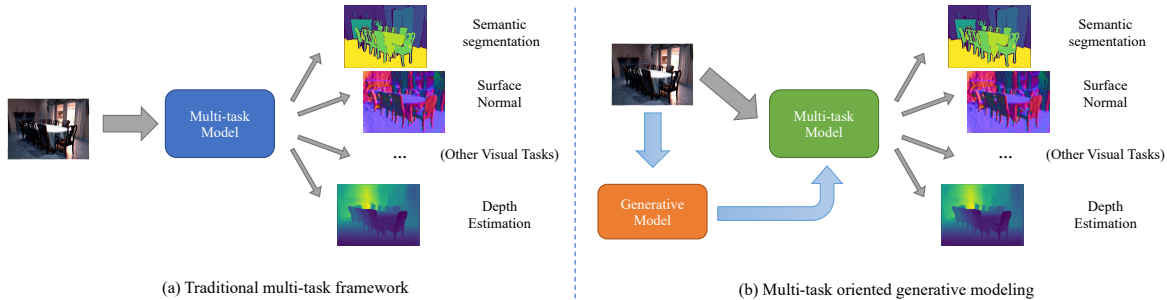 Semantic
segmentation
Surface
Normal
Multi-task
Model
...
(Other Visual Tasks)
Depth
Estimation
(a) Traditional multi-task framework
Semantic
segmentation
Surface
Normal
Multi-task
Model
...
(Other Visual Tasks)
Generative
Model
Depth
Estimation
(b) Multi-task oriented generative modeling